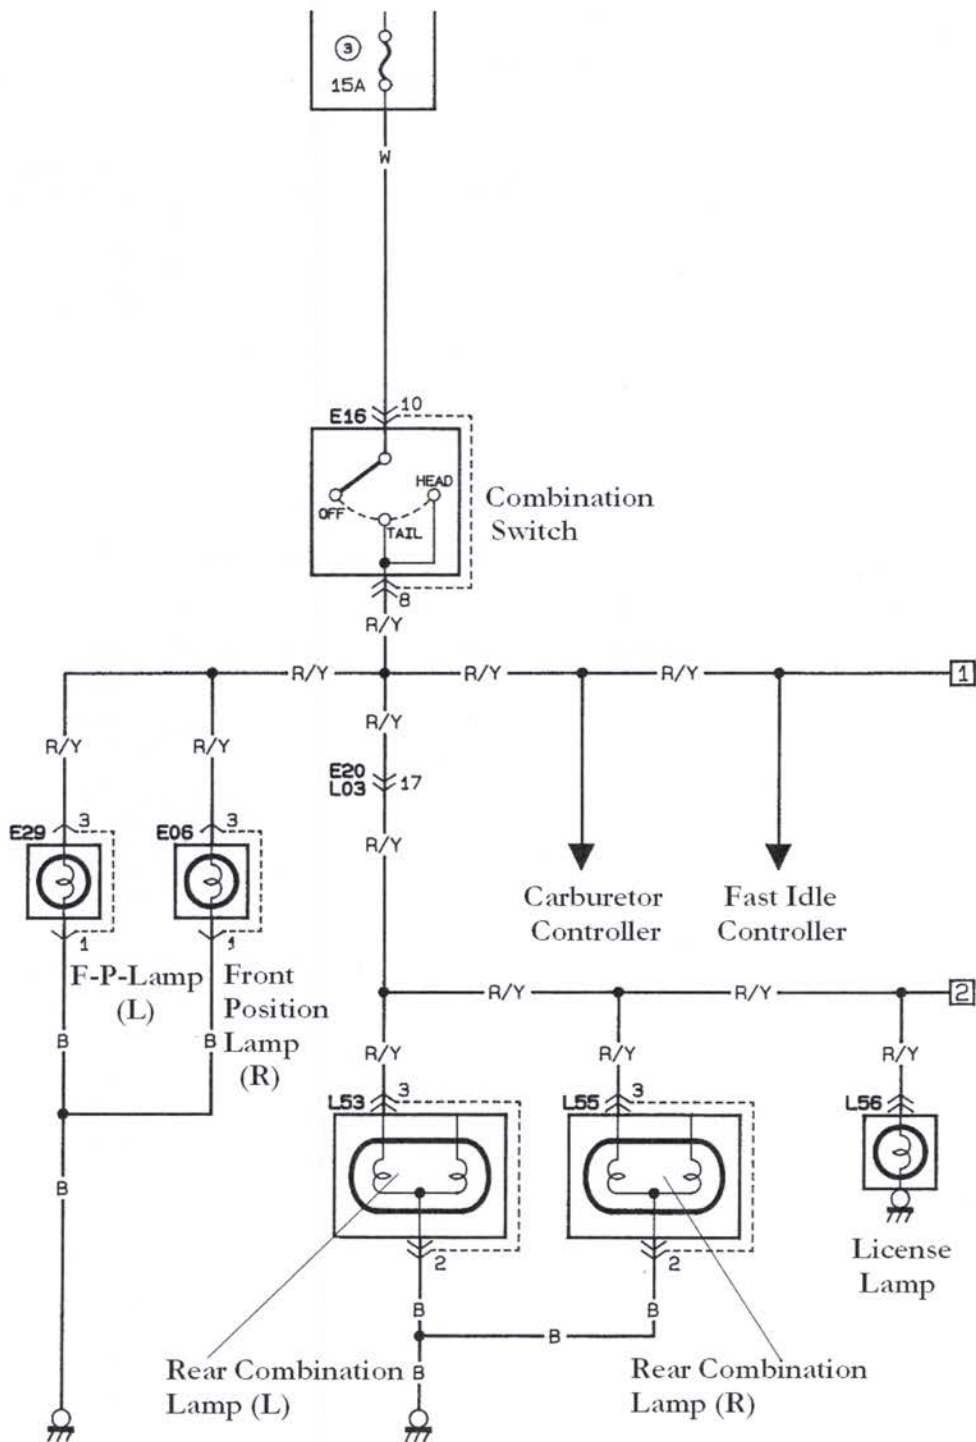 3
15A
W
E16 10
OFF
HEAD
TAIL
Combination
Switch
8
R/Y
R/Y R/Y R/Y 1
R/Y R/Y R/Y
E20
L03 17
R/Y
E29 3 E06 3
1 1
F-P-Lamp
(L)
Front
Position
Lamp
(R)
Carburetor
Controller
Fast Idle
Controller
R/Y R/Y 2
B B
R/Y R/Y R/Y
L53 3 L55 3 L56
B
2 2
License
Lamp
B B
B
B
Rear Combination
Lamp (L)
Rear Combination
Lamp (R)